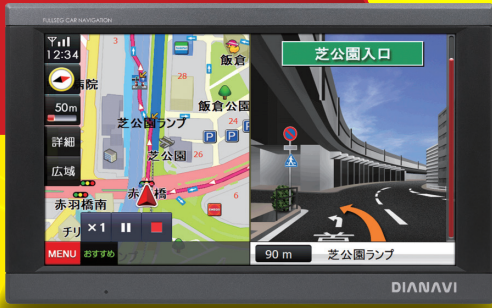 FULLSEG CAR NAVIGATION
12:34
3
飯倉
病院
28
50m
飯倉公園
24
芝公園ランプ
P
P
詳細
芝公園
26
広域
赤羽橋
6
赤羽橋南
×1
MENU
おすすめ
芝公園入口
90 m
芝公園ランプ
DIANAVI